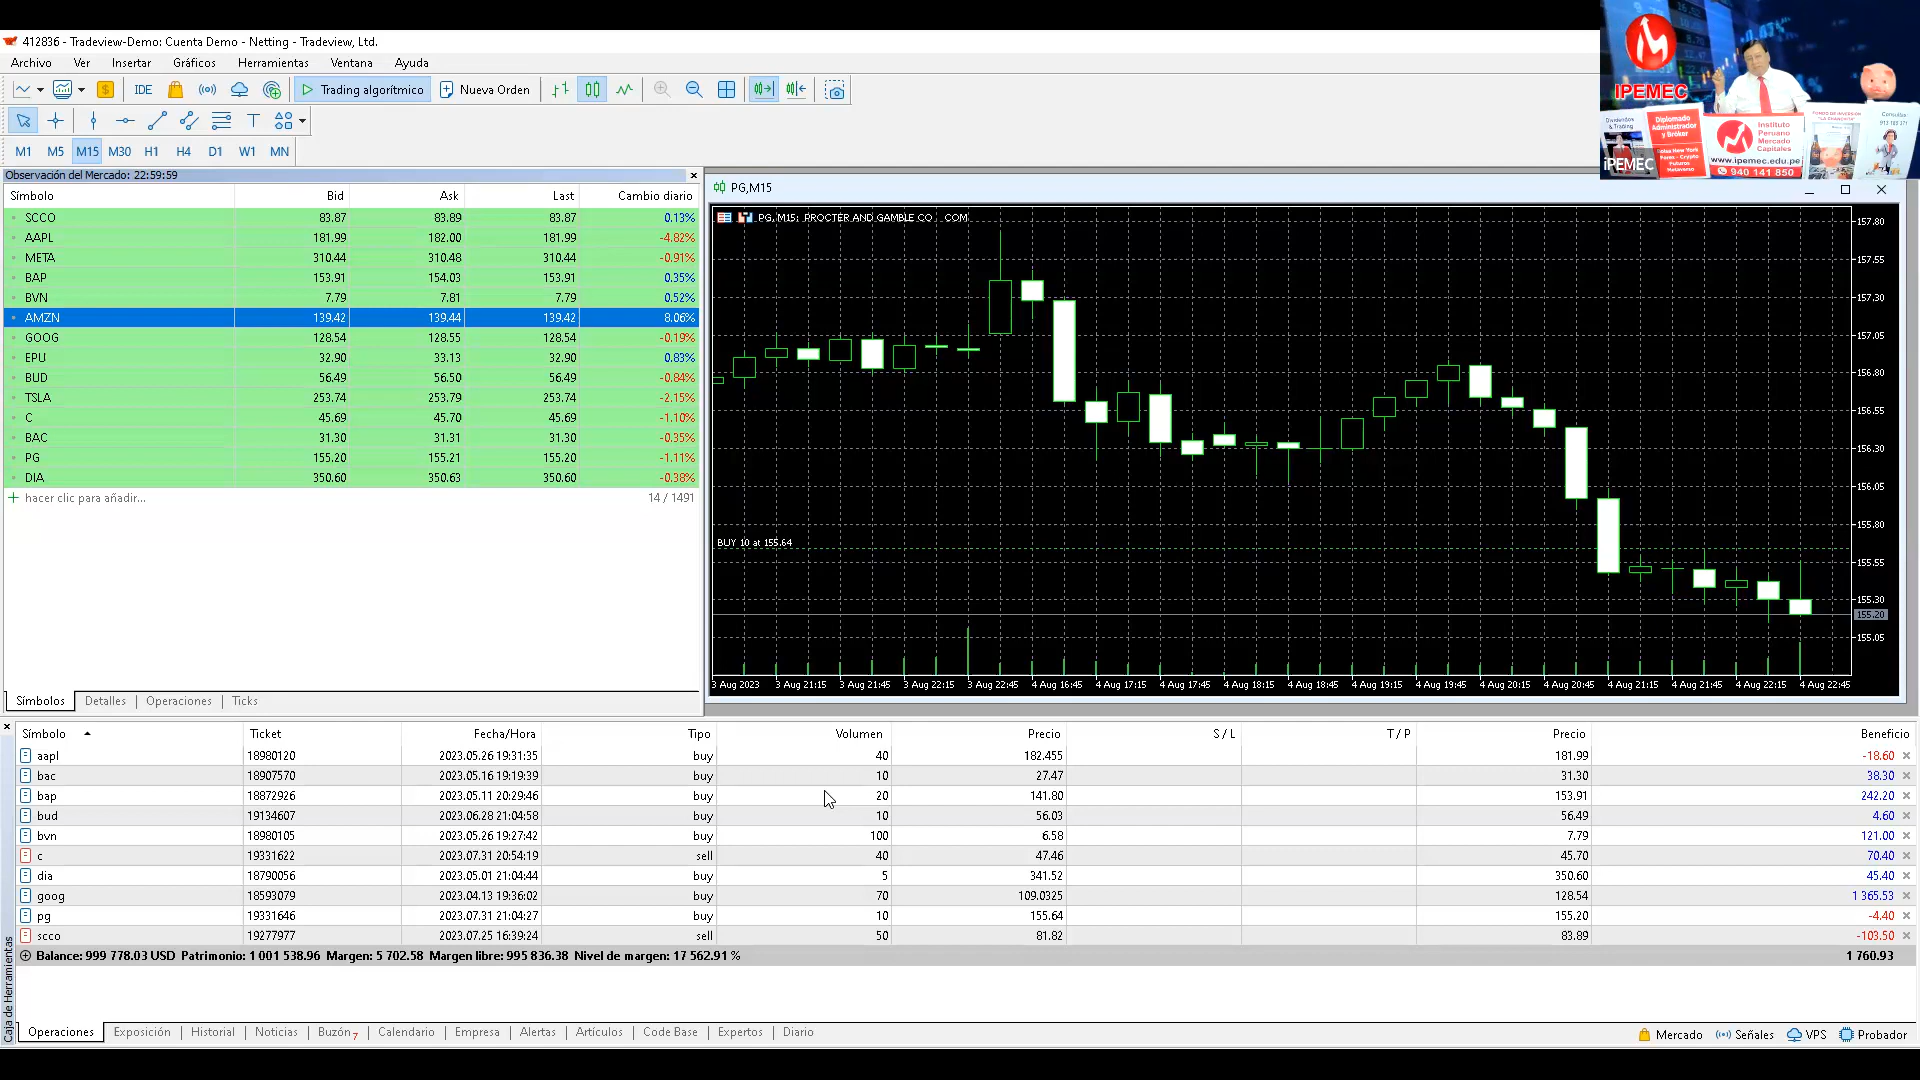 412836 - Tradeview-Demo: Cuenta Demo - Netting - Tradeview, Ltd.
Archivo Ver Insertar Gráficos Herramientas Ventana Ayuda
IDE Trading algorítmico Nueva Orden
M1 M5 M15 M30 H1 H4 D1 W1 MN
Observación del Mercado: 22:59:59
Símbolo Bid Ask Last Cambio diario
SCCO 83.87 83.89 83.87 0.13%
AAPL 181.99 182.00 181.99 -4.82%
META 310.44 310.48 310.44 -0.91%
BAP 153.91 154.03 153.91 0.35%
BVN 7.79 7.81 7.79 0.52%
AMZN 139.42 139.44 139.42 8.06%
GOOG 128.54 128.55 128.54 -0.19%
EPU 32.90 33.13 32.90 0.83%
BUD 56.49 56.50 56.49 -0.84%
TSLA 253.74 253.79 253.74 -2.15%
C 45.69 45.70 45.69 -1.10%
BAC 31.30 31.31 31.30 -0.35%
PG 155.20 155.21 155.20 -1.11%
DIA 350.60 350.63 350.60 -0.38%
hacer clic para añadir... 14 / 1491
Símbolos Detalles Operaciones Ticks
PG,M15
PG, M15: PROCTER AND GAMBLE CO COM
BUY 10 at 155.64
157.80
157.55
157.30
157.05
156.80
156.55
156.30
156.05
155.80
155.55
155.30
155.20
155.05
3 Aug 2023 3 Aug 21:15 3 Aug 21:45 3 Aug 22:15 3 Aug 22:45 4 Aug 16:45 4 Aug 17:15 4 Aug 17:45 4 Aug 18:15 4 Aug 18:45 4 Aug 19:15 4 Aug 19:45 4 Aug 20:15 4 Aug 20:45 4 Aug 21:15 4 Aug 21:45 4 Aug 22:15 4 Aug 22:45
IPEMEC
Dividendos & Trading
iPEMEC
Diplomado Administrador y Bróker
Bolsa New York
Instituto Peruano Mercado Capitales
www.ipemec.edu.pe
940 141 850
Consultas:
Símbolo Ticket Fecha/Hora Tipo Volumen Precio S / L T / P Precio Beneficio
aapl 18980120 2023.05.26 19:31:35 buy 40 182.455 181.99 -18.60
bac 18907570 2023.05.16 19:19:39 buy 10 27.47 31.30 38.30
bap 18872926 2023.05.11 20:29:46 buy 20 141.80 153.91 242.20
bud 19134607 2023.06.28 21:04:58 buy 10 56.03 56.49 4.60
bvn 18980105 2023.05.26 19:27:42 buy 100 6.58 7.79 121.00
c 19331622 2023.07.31 20:54:19 sell 40 47.46 45.70 70.40
dia 18790056 2023.05.01 21:04:44 buy 5 341.52 350.60 45.40
goog 18593079 2023.04.13 19:36:02 buy 70 109.0325 128.54 1 365.53
pg 19331646 2023.07.31 21:04:27 buy 10 155.64 155.20 -4.40
scco 19277977 2023.07.25 16:39:24 sell 50 81.82 83.89 -103.50
Balance: 999 778.03 USD Patrimonio: 1 001 538.96 Margen: 5 702.58 Margen libre: 995 836.38 Nivel de margen: 17 562.91 % 1 760.93
Caja de Herramientas
Operaciones Exposición Historial Noticias Buzón 7 Calendario Empresa Alertas Artículos Code Base Expertos Diario
Mercado Señales VPS Probador